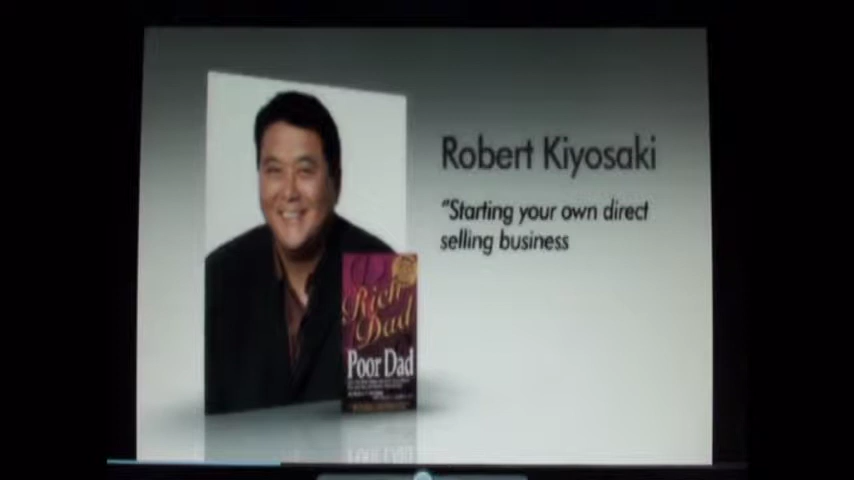 Robert Kiyosaki
"Starting your own direct
selling business
Rich
Dad
Poor Dad